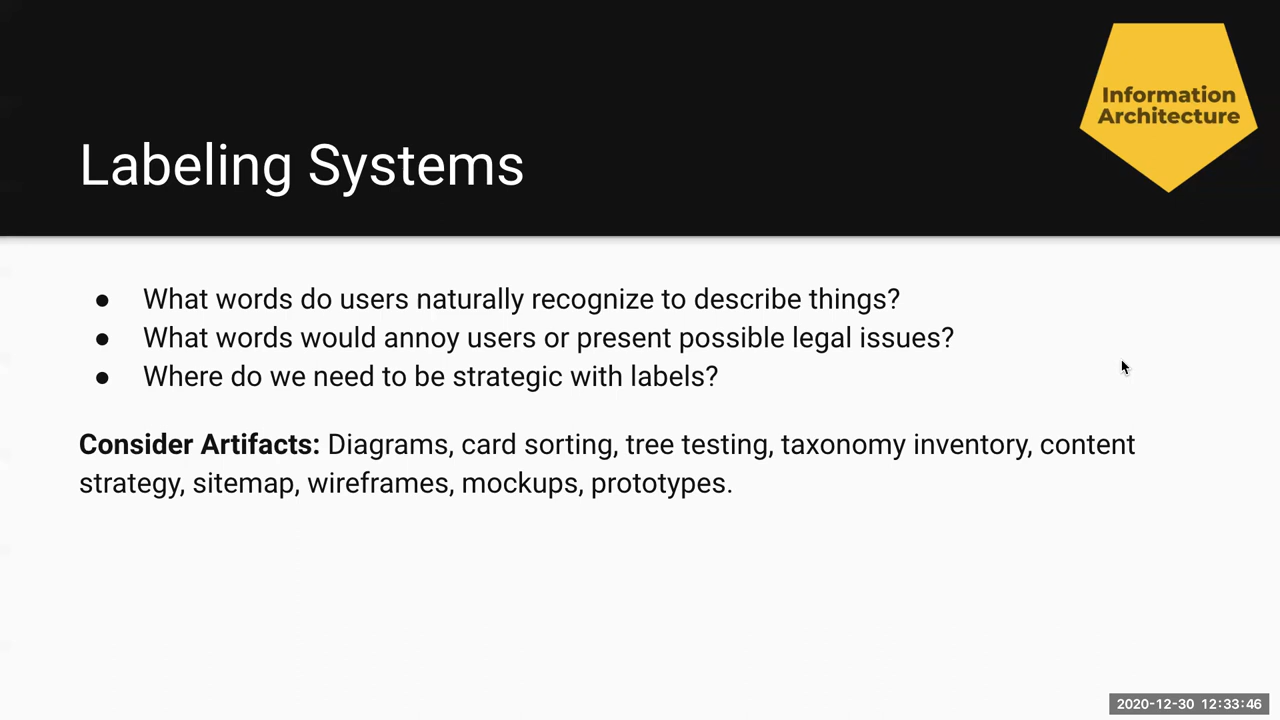 Information
Architecture
Labeling Systems
● What words do users naturally recognize to describe things?
● What words would annoy users or present possible legal issues?
● Where do we need to be strategic with labels?
Consider Artifacts: Diagrams, card sorting, tree testing, taxonomy inventory, content
strategy, sitemap, wireframes, mockups, prototypes.
2020-12-30 12:33:46